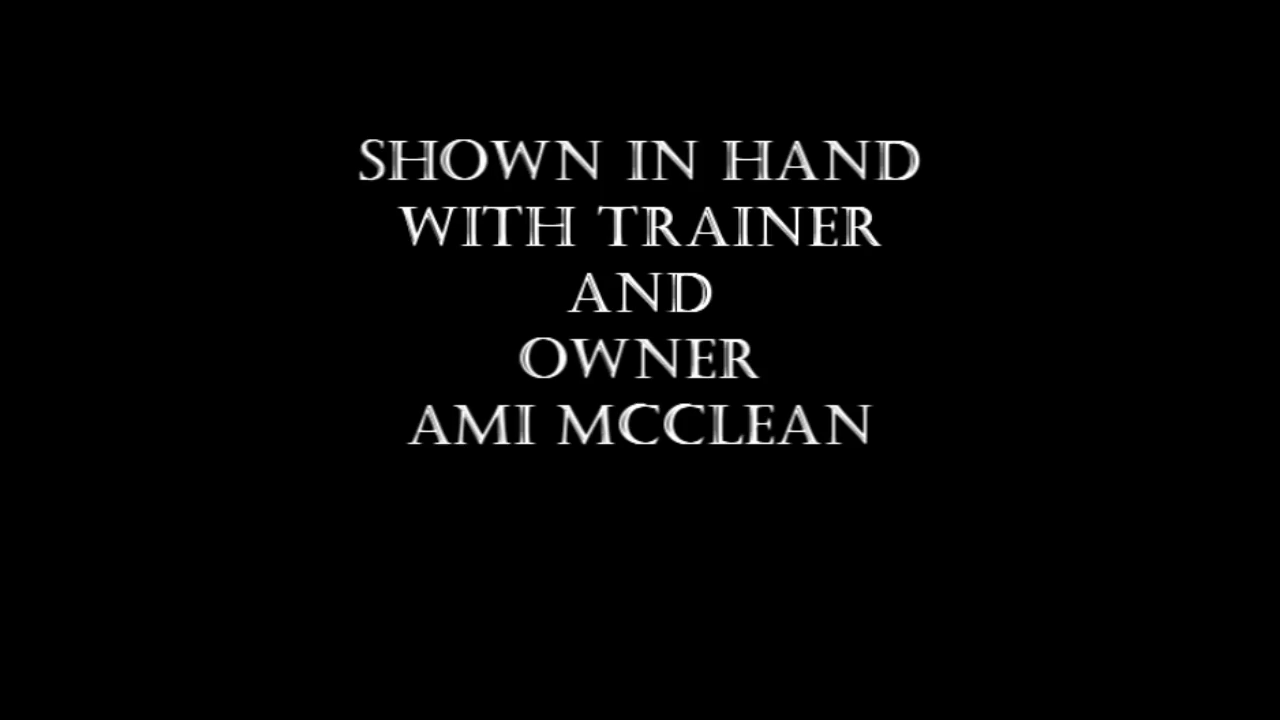 SHOWN IN HAND
WITH TRAINER
AND
OWNER
AMI MCCLEAN